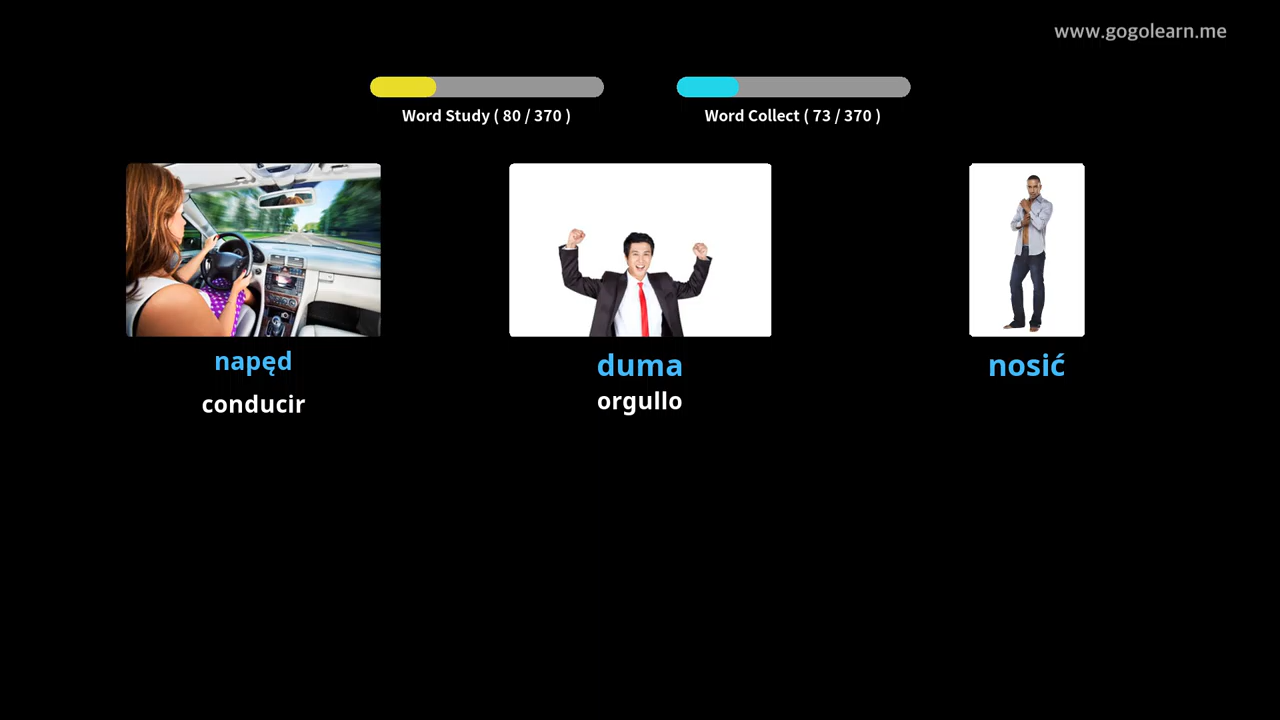 www.gogolearn.me
Word Study ( 80 / 370 )
Word Collect ( 73 / 370 )
napęd
conducir
duma
orgullo
nosić